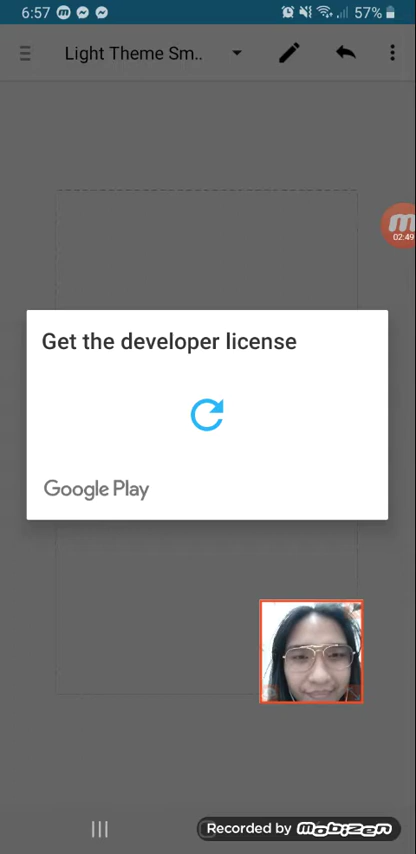 6:57
57%
Light Theme Sm..
02:49
Get the developer license
Google Play
Recorded by mobizen